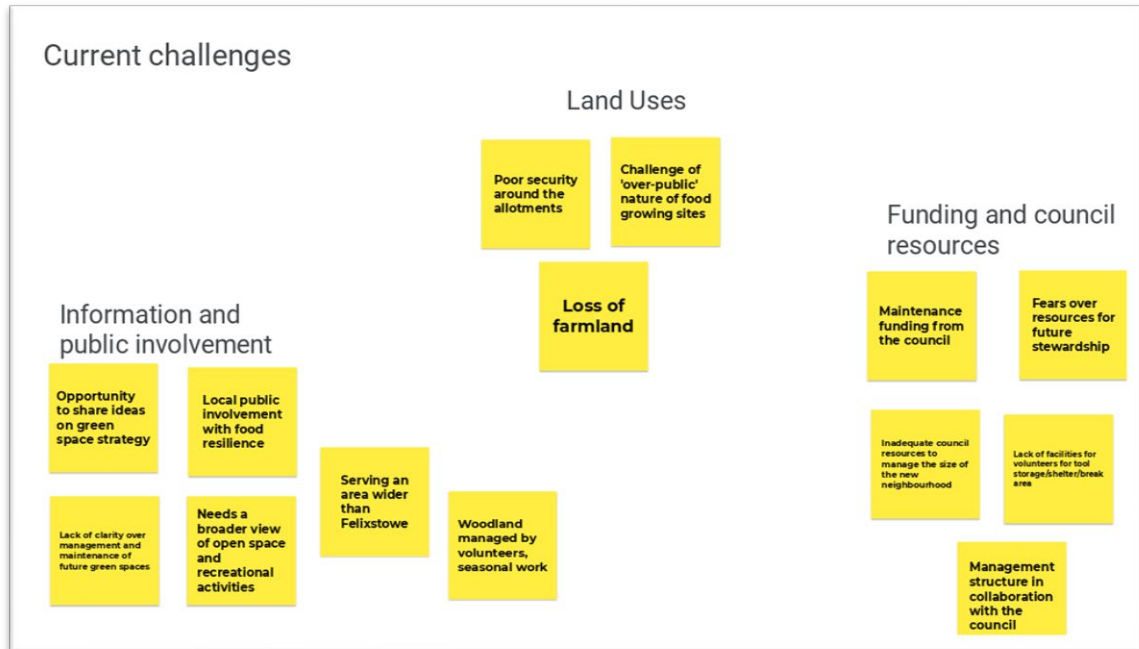 Current challenges
Land Uses
Poor security
around the
allotments
Challenge of
'over-public'
nature of food
growing sites
Loss of
farmland
Information and
public involvement
Opportunity
to share ideas
on green
space strategy
Local public
involvement
with food
resilience
Lack of clarity over
management and
maintenance of
future green spaces
Needs a
broader view
of open space
and
recreational
activities
Serving an
area wider
than
Felixstowe
Woodland
managed by
volunteers,
seasonal work
Funding and council
resources
Maintenance
funding from
the council
Fears over
resources for
future
stewardship
Inadequate council
resources to
manage the size of
the new
neighbourhood
Lack of facilities for
volunteers for tool
storage/shelter/break
area
Management
structure in
collaboration
with the
council